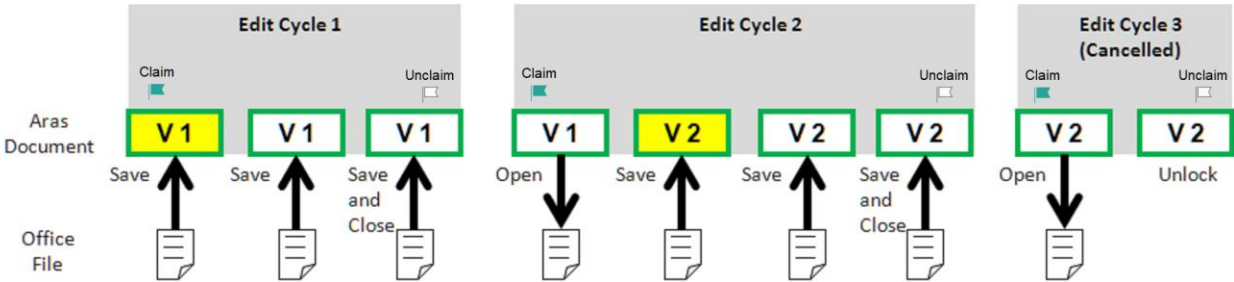 Edit Cycle 1
Edit Cycle 2
Edit Cycle 3
(Cancelled)
Claim
Unclaim
Claim
Unclaim
Claim
Unclaim
Aras
Document
V 1
V 1
V 1
V 1
V 2
V 2
V 2
V 2
V 2
Save
Save
Save
and
Close
Open
Save
Save
Save
and
Close
Open
Unlock
Office
File